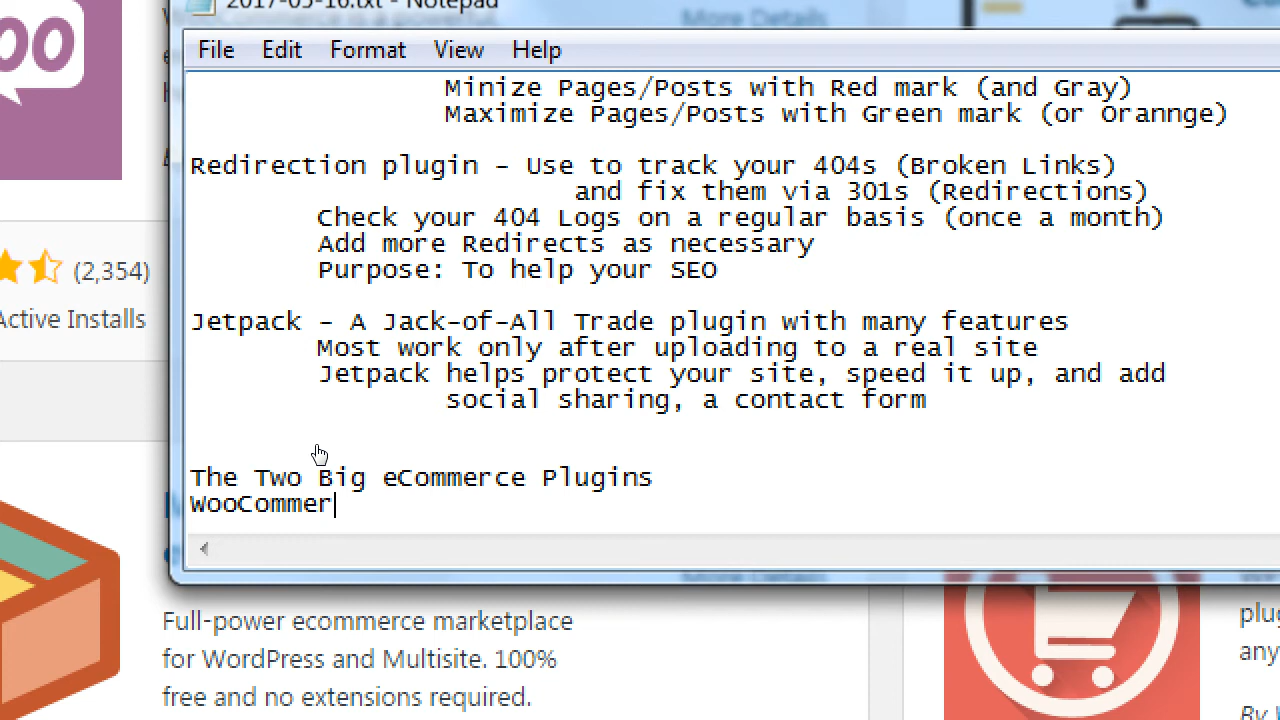 2017-05-16.txt - Notepad
More Details
File Edit Format View Help
Minize Pages/Posts with Red mark (and Gray)
Maximize Pages/Posts with Green mark (or Orannge)
Redirection plugin - Use to track your 404s (Broken Links)
and fix them via 301s (Redirections)
Check your 404 Logs on a regular basis (once a month)
Add more Redirects as necessary
Purpose: To help your SEO
(2,354)
Active Installs
Jetpack - A Jack-of-All Trade plugin with many features
Most work only after uploading to a real site
Jetpack helps protect your site, speed it up, and add
social sharing, a contact form
The Two Big eCommerce Plugins
WooCommer
More Details
Full-power ecommerce marketplace
for WordPress and Multisite. 100%
free and no extensions required.
plug
any
By